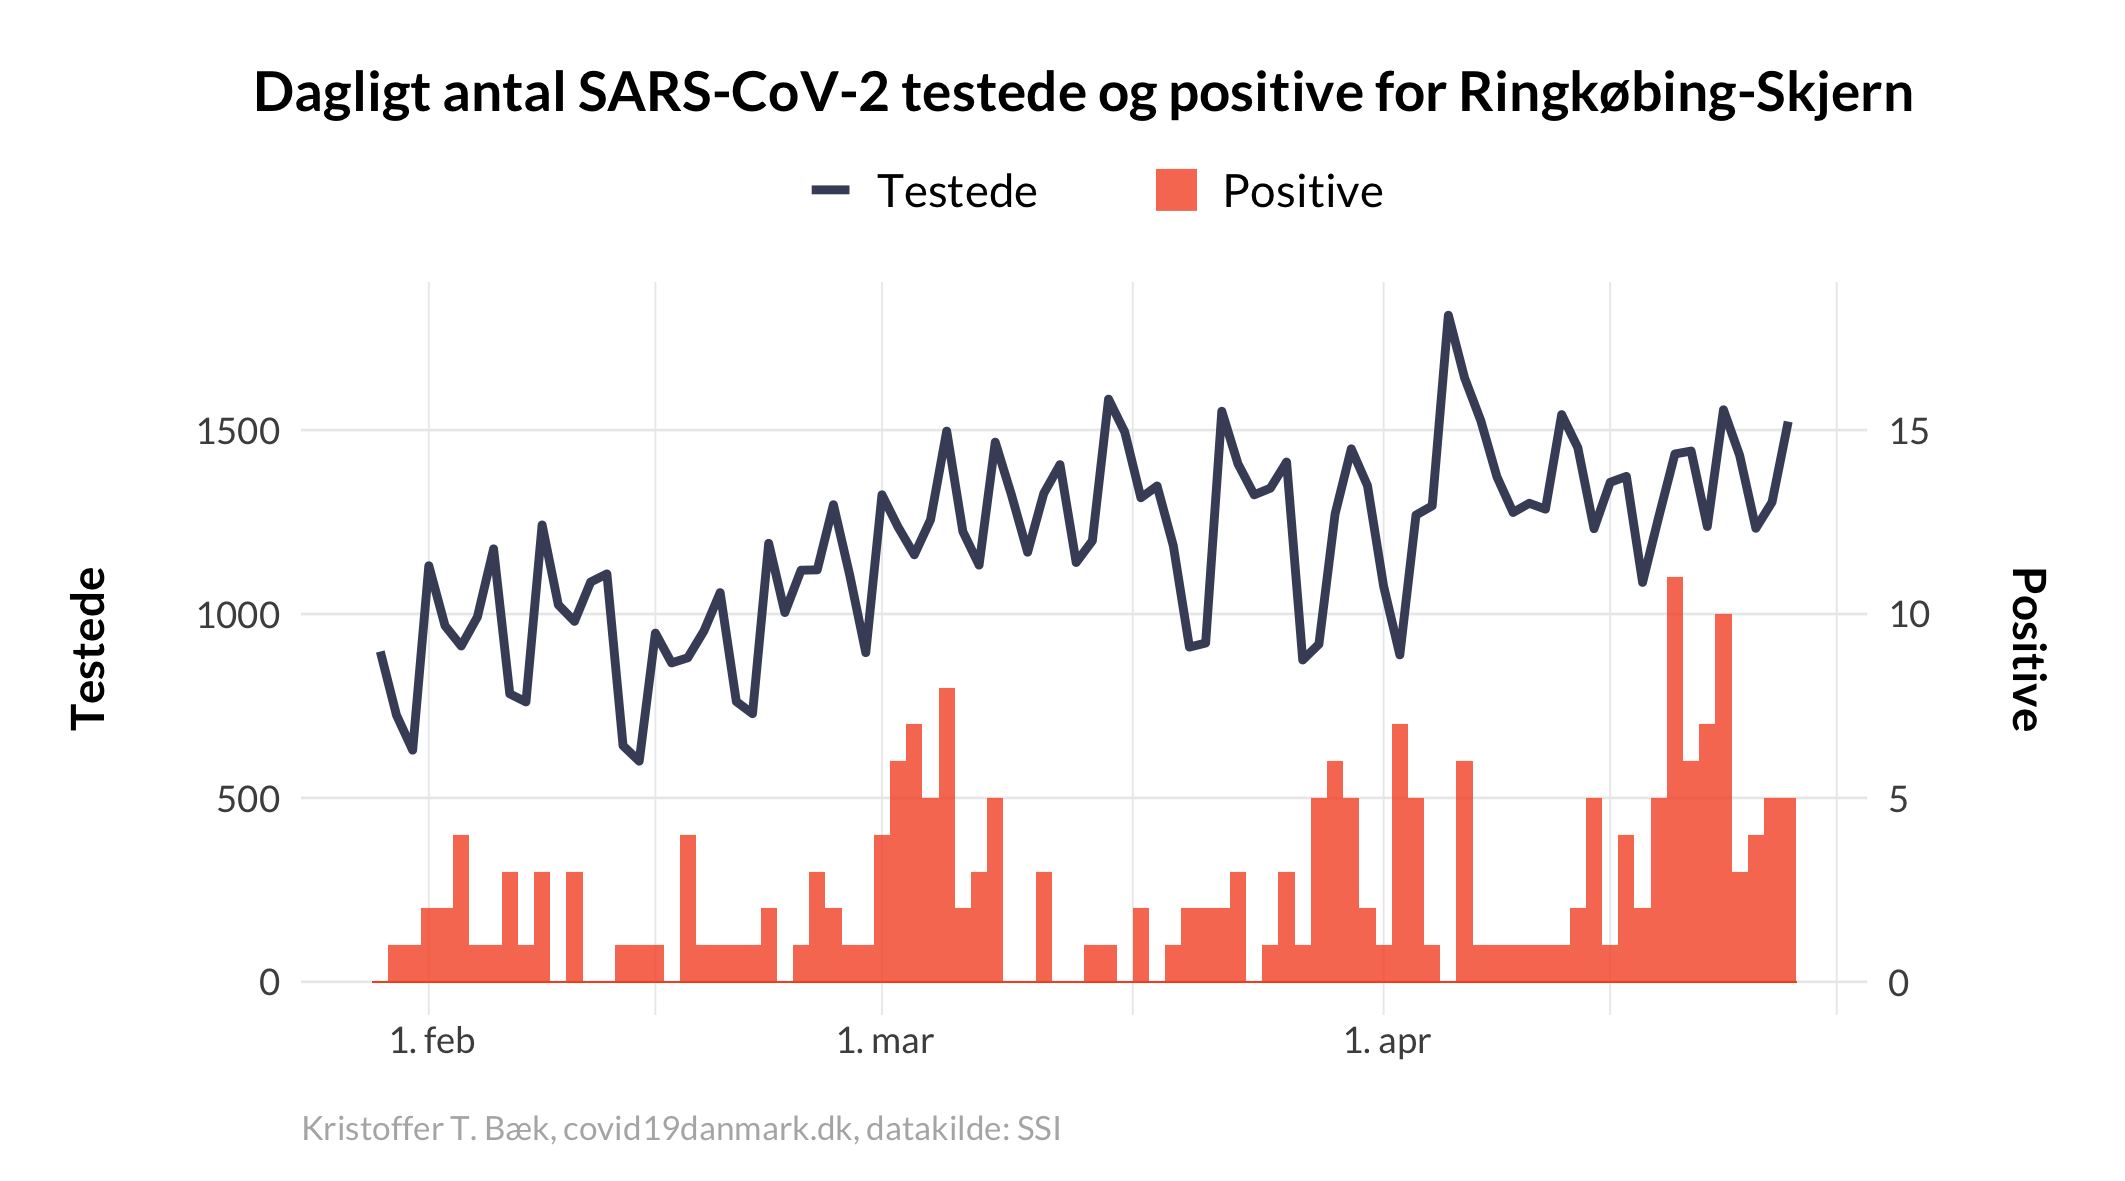 Dagligt antal SARS-CoV-2 testede og positive for Ringkøbing-Skjern
Testede
Positive
1500
1000
500
0
Testede
15
10
5
0
Positive
1. feb
1. mar
1. apr
Kristoffer T. Bæk, covid19danmark.dk, datakilde: SSI